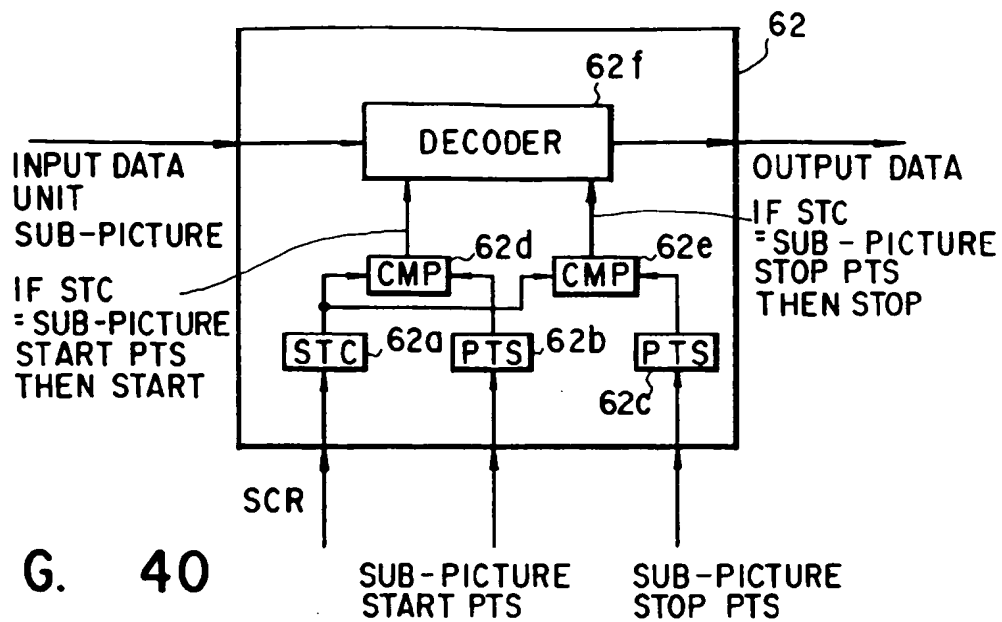 62
62f
DECODER
INPUT DATA
UNIT
SUB-PICTURE
OUTPUT DATA
IF STC
=SUB-PICTURE
START PTS
THEN START
62d
CMP
62e
CMP
IF STC
=SUB-PICTURE
STOP PTS
THEN STOP
STC
62a
PTS
62b
PTS
62c
SCR
SUB-PICTURE
START PTS
SUB-PICTURE
STOP PTS
G. 40